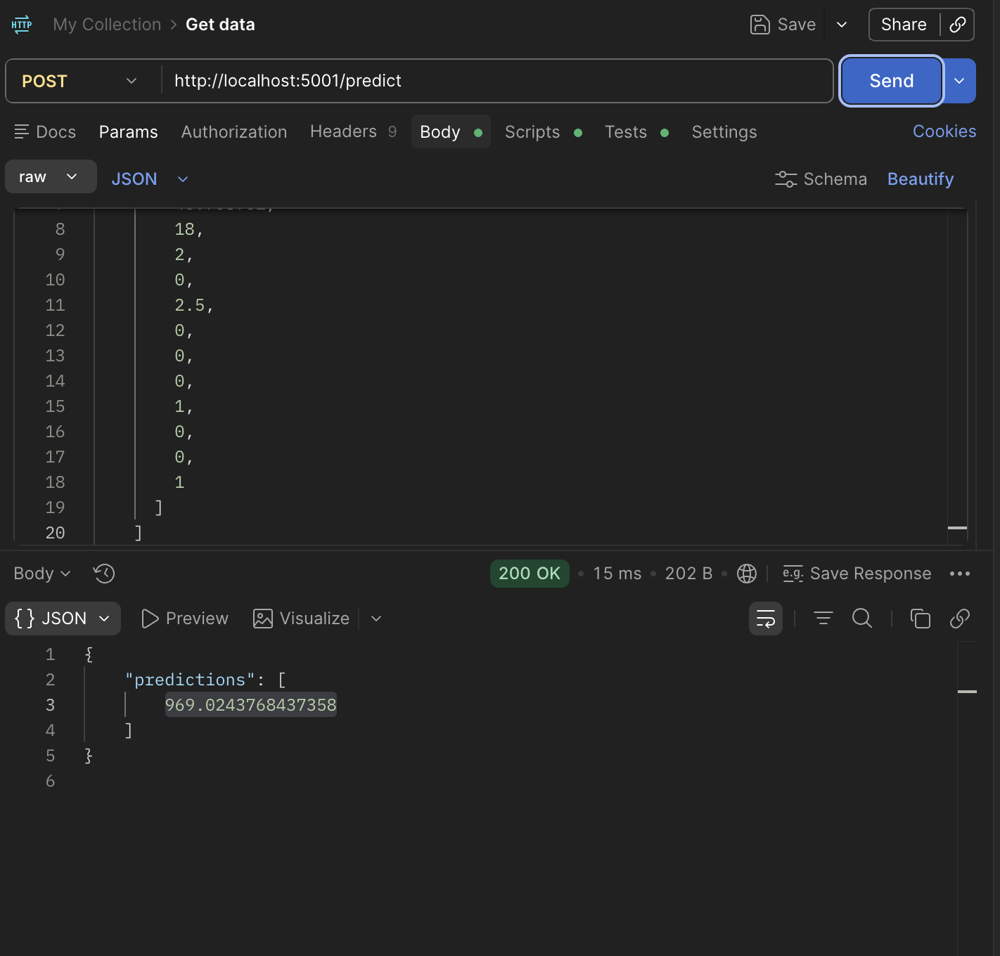 HTTP My Collection > Get data Save Share
POST http://localhost:5001/predict Send
Docs Params Authorization Headers 9 Body Scripts Tests Settings Cookies
raw JSON Schema Beautify
8 18,
9 2,
10 0,
11 2.5,
12 0,
13 0,
14 0,
15 1,
16 0,
17 0,
18 1
19 ]
20 ]
Body 200 OK • 15 ms • 202 B • e.g. Save Response
{} JSON Preview Visualize
1 {
2 "predictions": [
3 969.0243768437358
4 ]
5 }
6